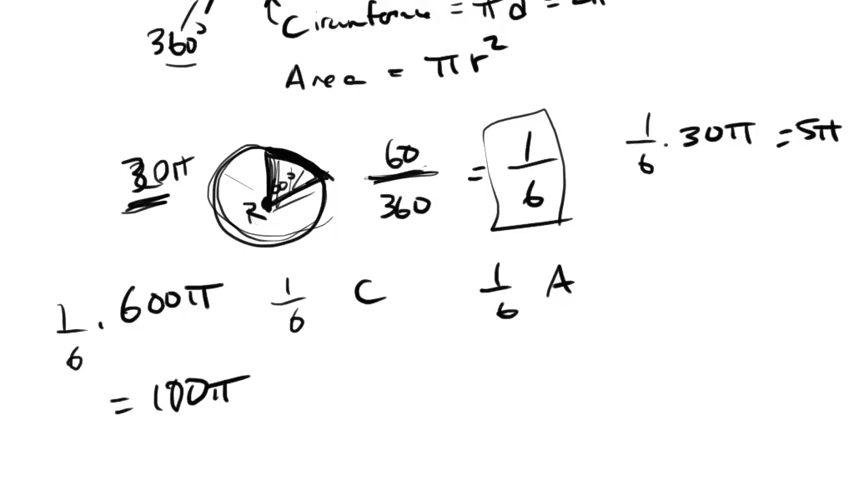 Circumference = πd = 2π
360°
Area = πr²
30π 60° R 60/360 = 1/6 1/6 · 30π = 5π
1/6 · 600π 1/6 C 1/6 A
= 100π